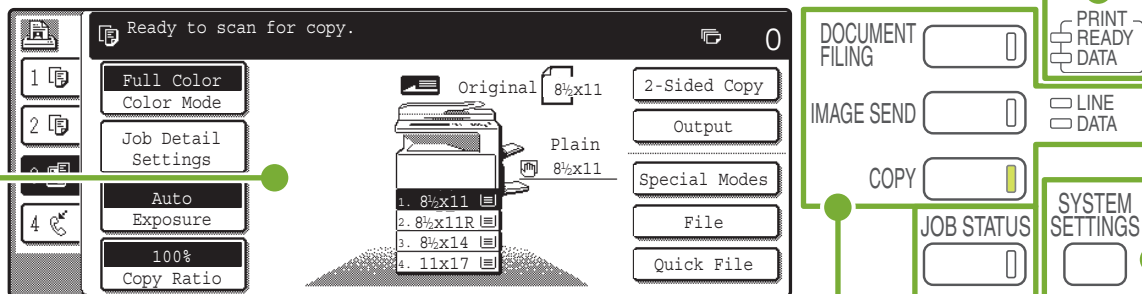 Ready to scan for copy.
0
1
2
4
Full Color
Color Mode
Job Detail
Settings
Auto
Exposure
100%
Copy Ratio
Original 8½x11
Plain
8½x11
1. 8½x11
2. 8½x11R
3. 8½x14
4. 11x17
2-Sided Copy
Output
Special Modes
File
Quick File
DOCUMENT
FILING
IMAGE SEND
COPY
JOB STATUS
PRINT
READY
DATA
LINE
DATA
SYSTEM
SETTINGS